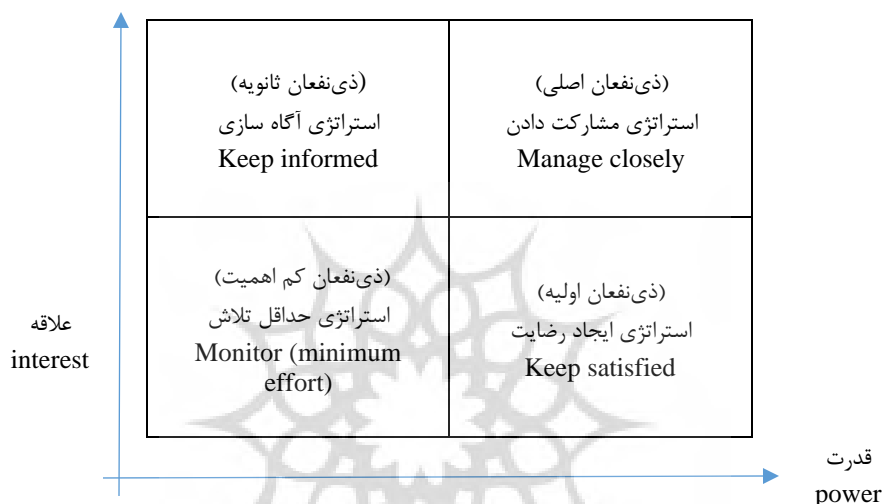 (ذی‌نفعان اصلی)
استراتژی مشارکت دادن
Manage closely
(ذی‌نفعان ثانویه)
استراتژی آگاه سازی
Keep informed
(ذی‌نفعان اولیه)
استراتژی ایجاد رضایت
Keep satisfied
(ذی‌نفعان کم اهمیت)
استراتژی حداقل تلاش
Monitor (minimum
effort)
علاقه
interest
قدرت
power